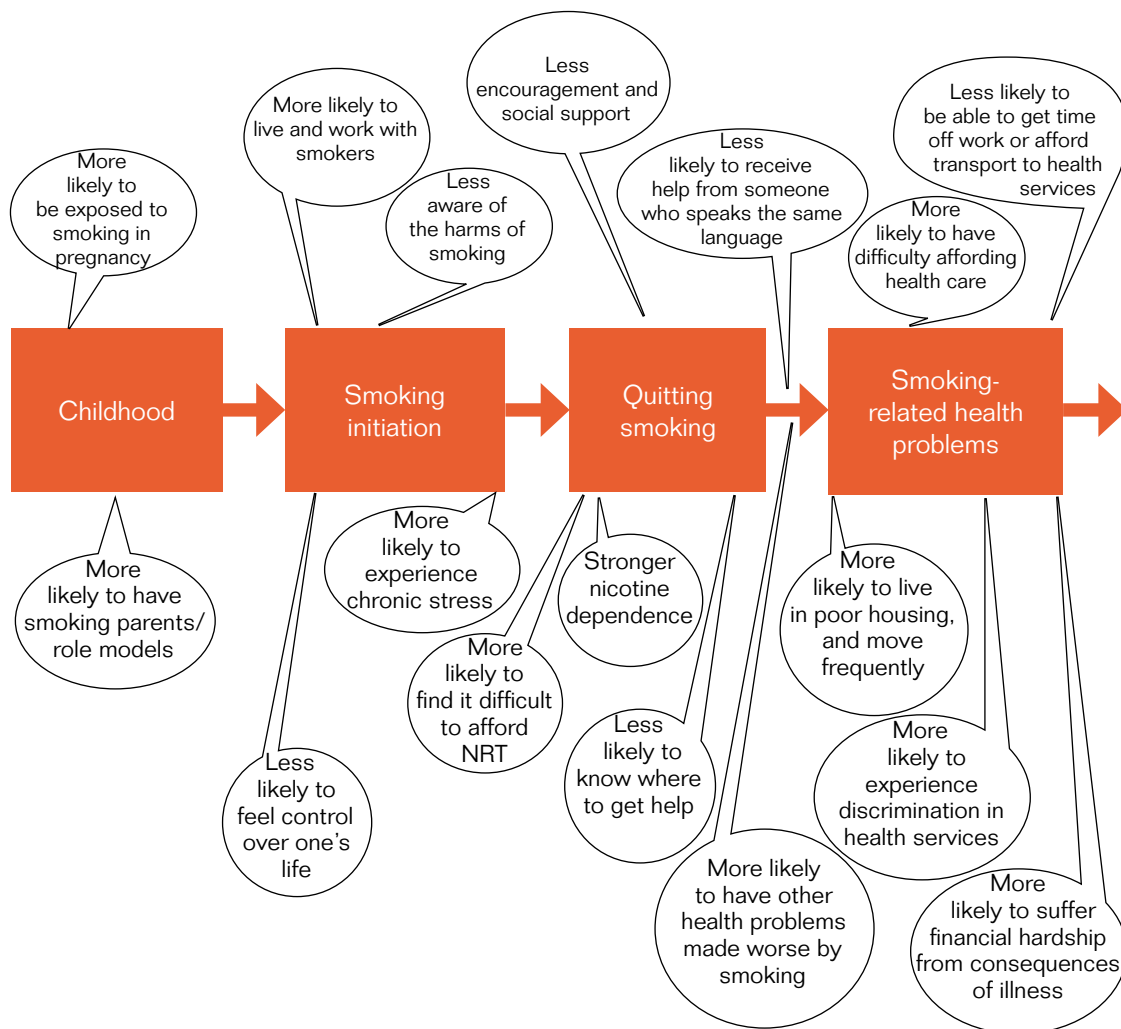 More
likely to
be exposed to
smoking in
pregnancy
More likely to
live and work with
smokers
Less
aware of
the harms of
smoking
Less
encouragement and
social support
Less
likely to receive
help from someone
who speaks the same
language
More
likely to have
difficulty affording
health care
Less likely to
be able to get time
off work or afford
transport to health
services
Childhood
Smoking
initiation
Quitting
smoking
Smoking-
related health
problems
More
likely to have
smoking parents/
role models
Less
likely to
feel control
over one's
life
More
likely to
experience
chronic stress
More
likely to
find it difficult
to afford
NRT
Stronger
nicotine
dependence
Less
likely to
know where
to get help
More likely
to have other
health problems
made worse by
smoking
More
likely to live
in poor housing,
and move
frequently
More
likely to
experience
discrimination in
health services
More
likely to suffer
financial hardship
from consequences
of illness